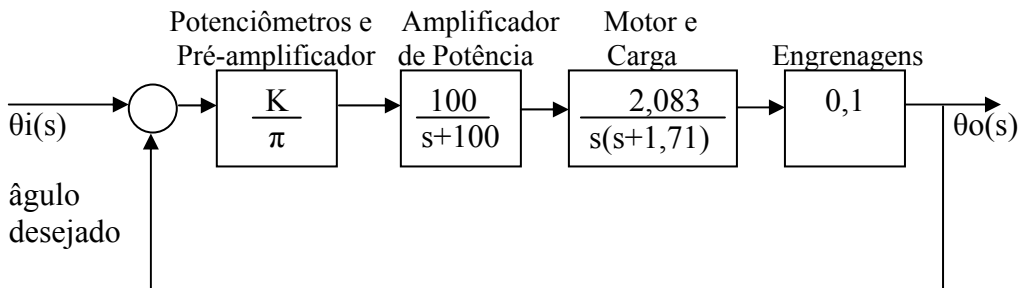 Potenciômetros e
Pré-amplificador
Amplificador
de Potência
Motor e
Carga
Engrenagens
θi(s)
K
π
100
s+100
2,083
s(s+1,71)
0,1
θo(s)
âgulo
desejado